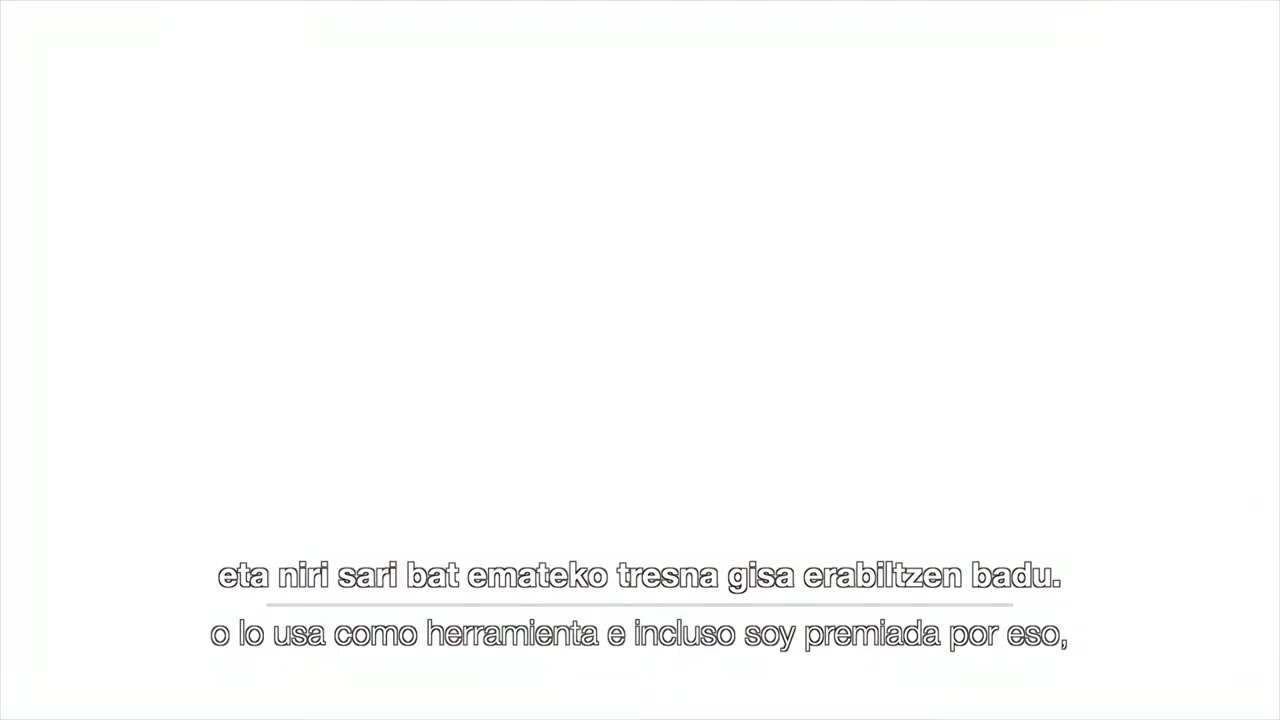 eta niri sari bat emateko tresna gisa erabiltzen badu.
o lo usa como herramienta e incluso soy premiada por eso,